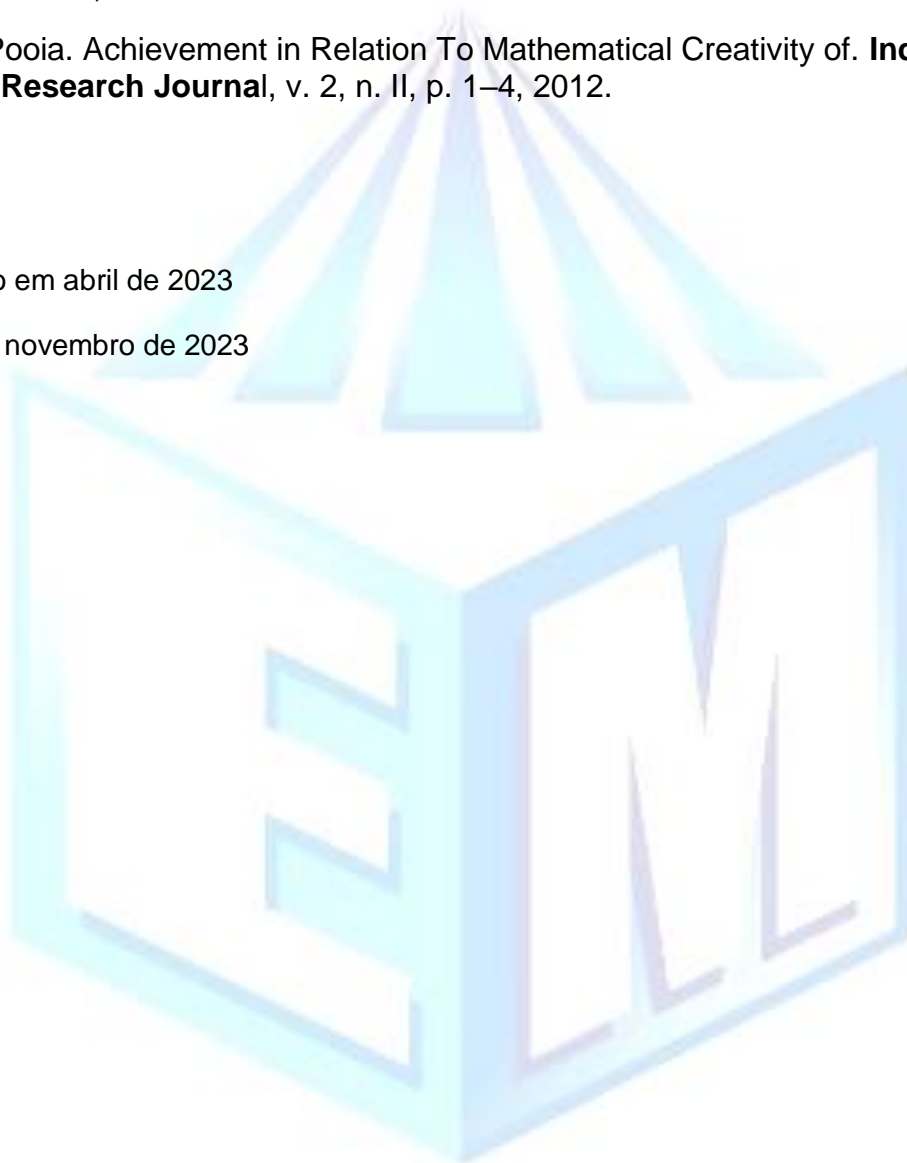 Pooia. Achievement in Relation To Mathematical Creativity of. Ind
Research Journal, v. 2, n. II, p. 1–4, 2012.
o em abril de 2023
novembro de 2023
E M